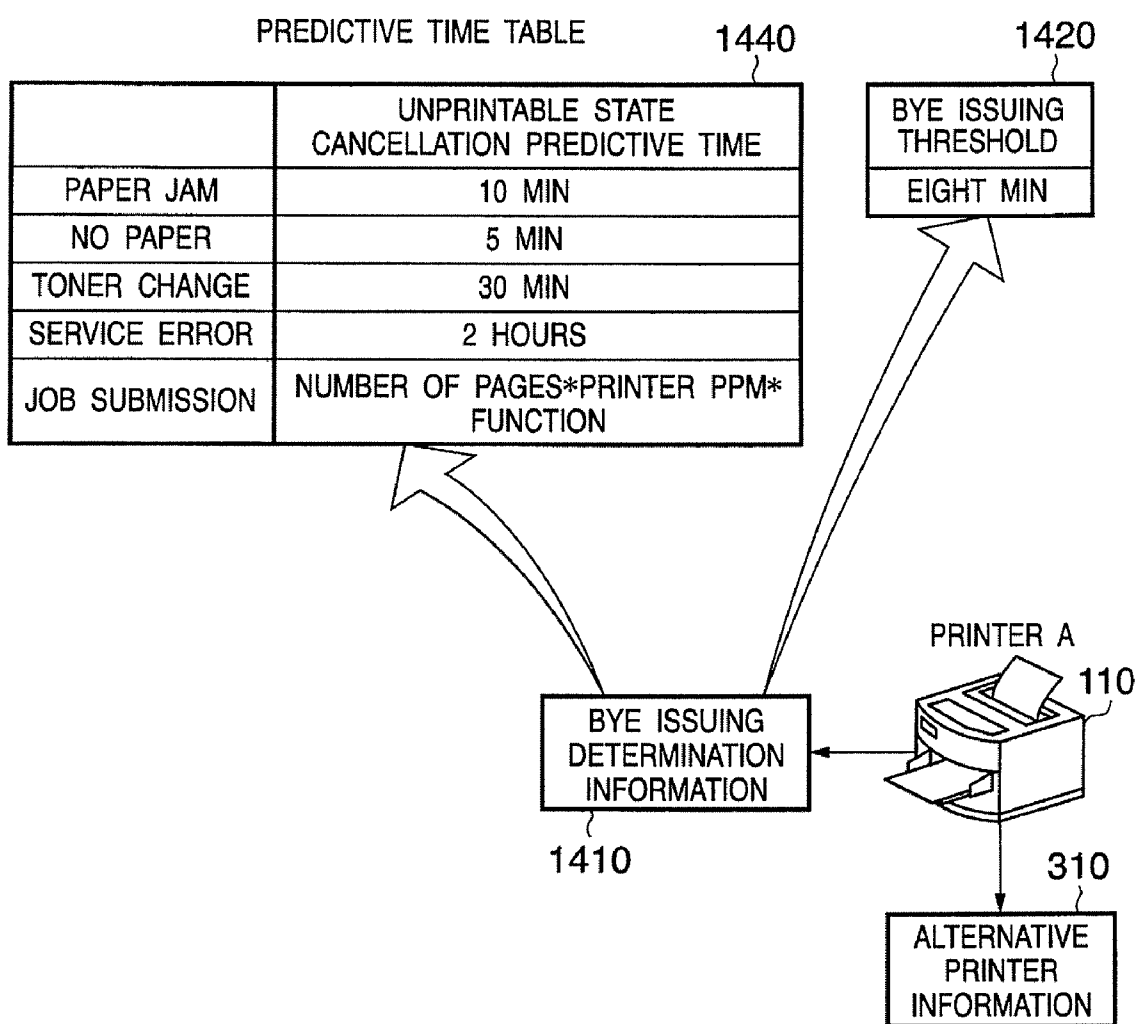 PREDICTIVE TIME TABLE
1440
1420
UNPRINTABLE STATE
CANCELLATION PREDICTIVE TIME
PAPER JAM
10 MIN
NO PAPER
5 MIN
TONER CHANGE
30 MIN
SERVICE ERROR
2 HOURS
JOB SUBMISSION
NUMBER OF PAGES*PRINTER PPM*
FUNCTION
BYE ISSUING
THRESHOLD
EIGHT MIN
PRINTER A
110
BYE ISSUING
DETERMINATION
INFORMATION
1410
310
ALTERNATIVE
PRINTER
INFORMATION